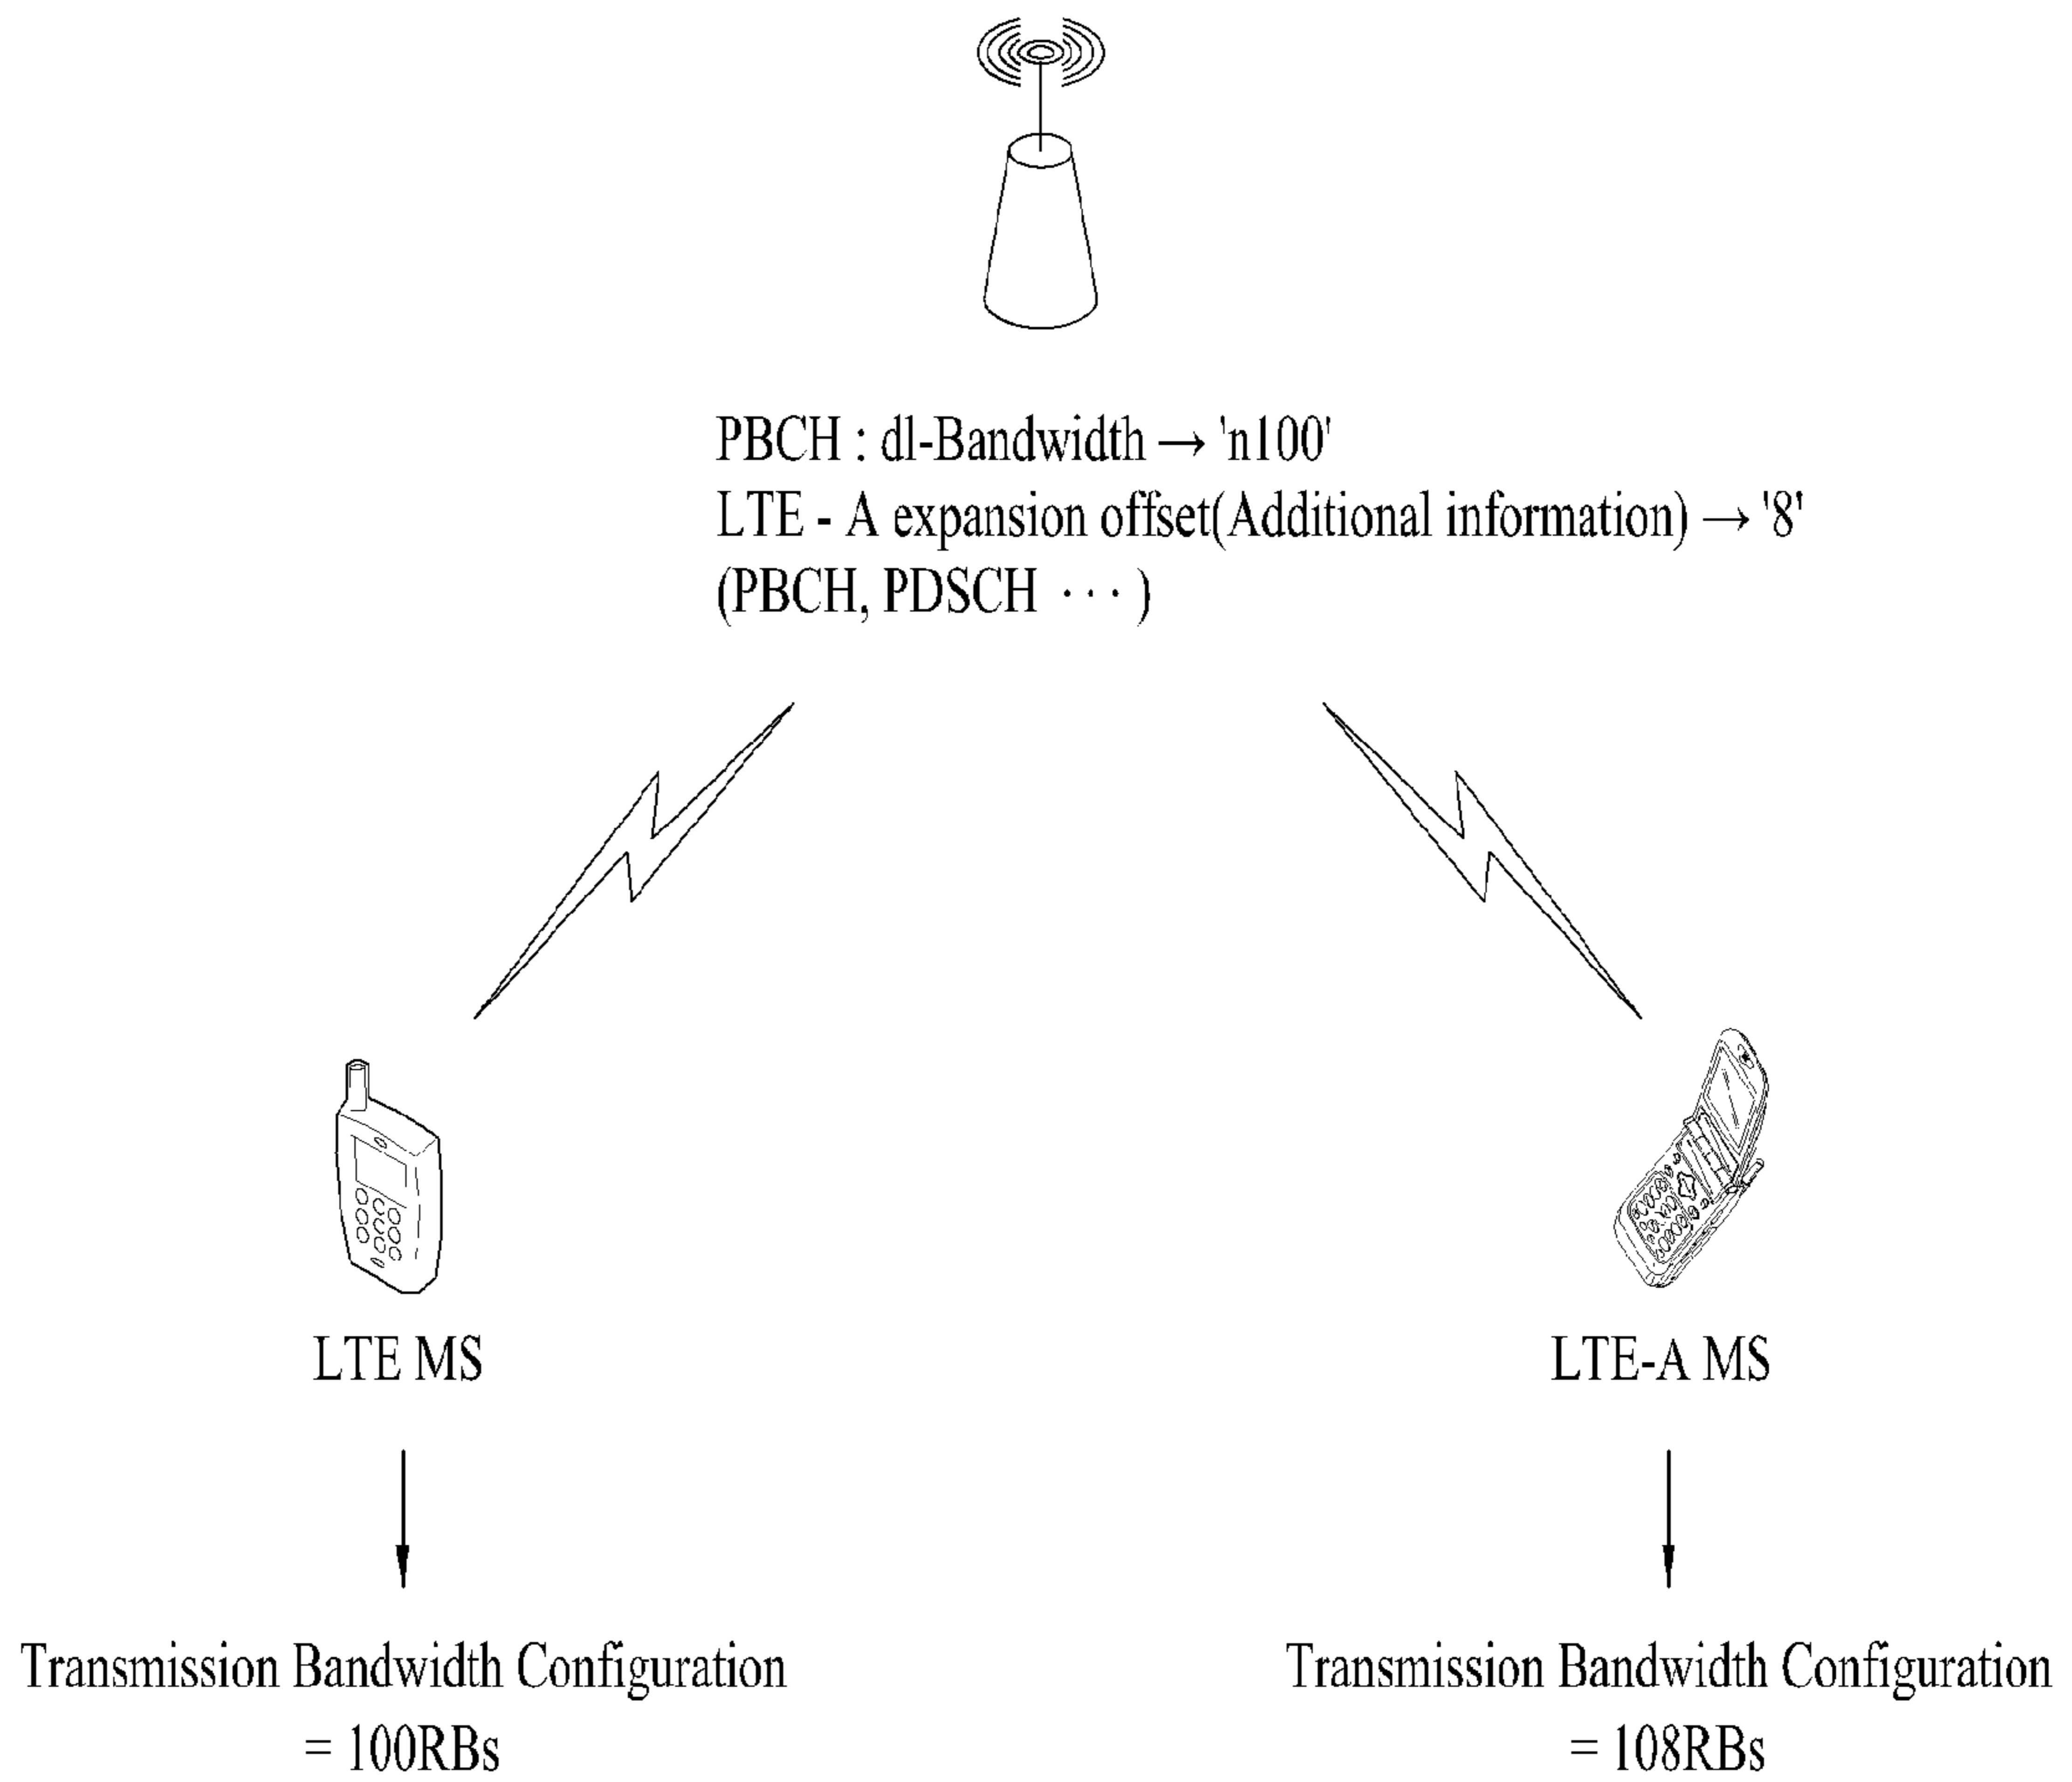 PBCH : dl-Bandwidth → 'n100'
LTE - A expansion offset(Additional information) → '8'
(PBCH, PDSCH ··· )
LTE MS
LTE-A MS
Transmission Bandwidth Configuration
= 100RBs
Transmission Bandwidth Configuration
= 108RBs